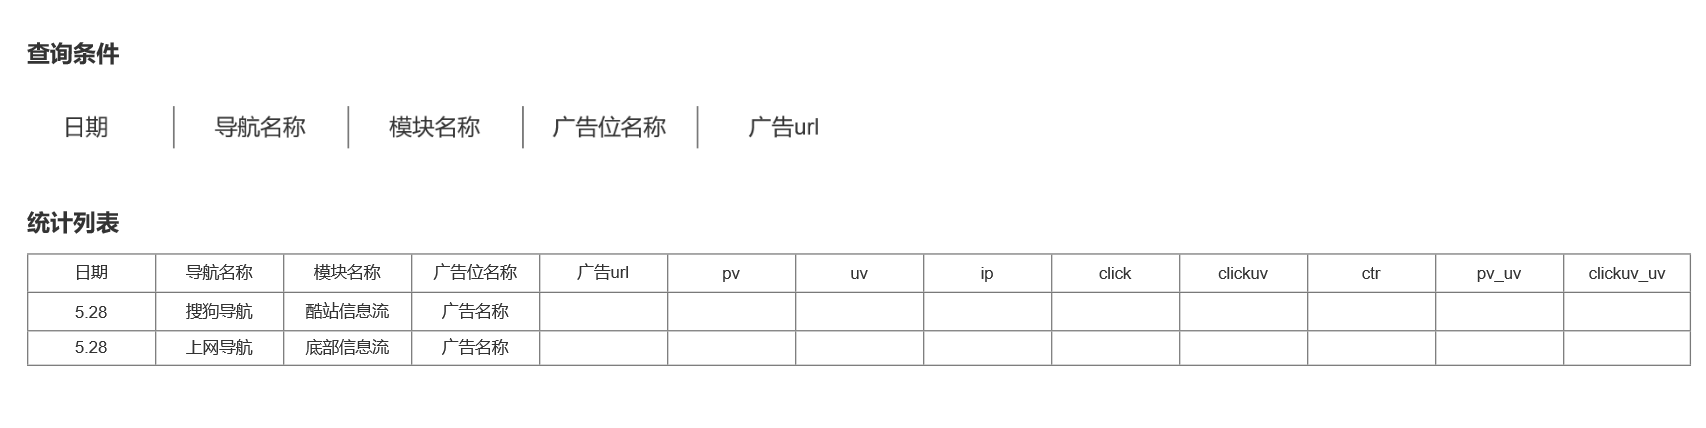 查询条件
日期 导航名称 模块名称 广告位名称 广告url
统计列表
日期 导航名称 模块名称 广告位名称 广告url pv uv ip click clickuv ctr pv_uv clickuv_uv
5.28 搜狗导航 酷站信息流 广告名称
5.28 上网导航 底部信息流 广告名称